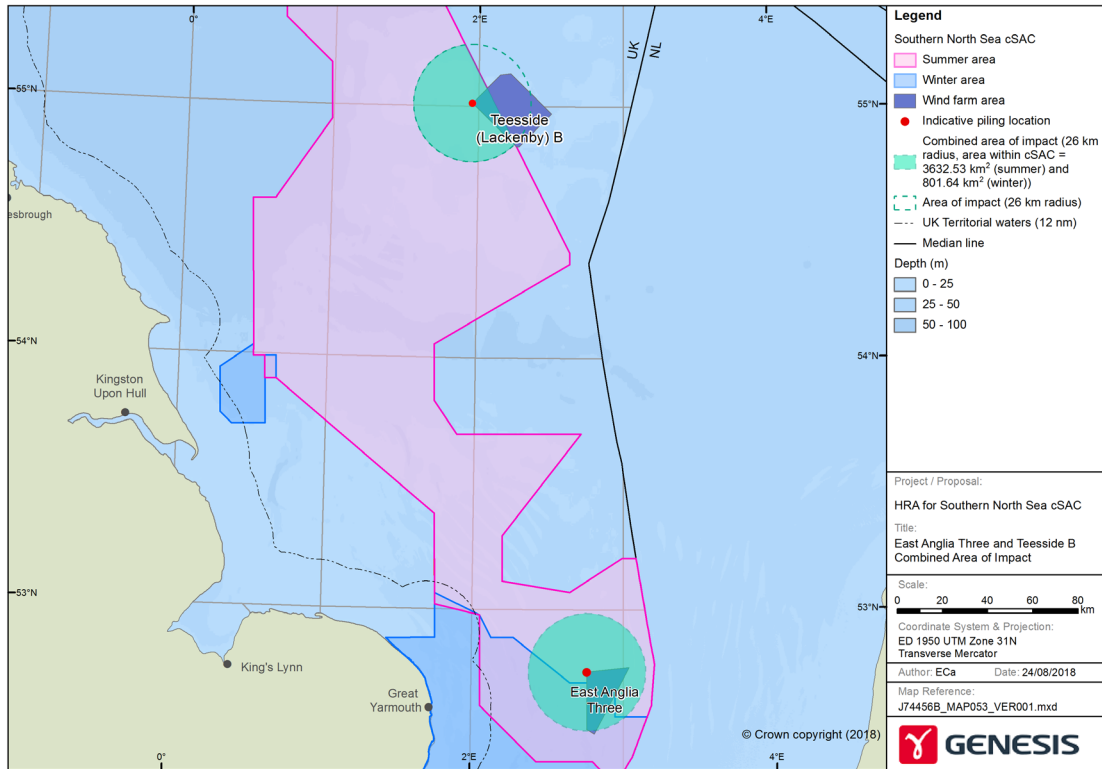 0°
2°E
4°E
UK
NL
55°N
55°N
Teesside
(Lackenby) B
esbrough
54°N
54°N
Kingston
Upon Hull
53°N
53°N
King's Lynn
Great
Yarmouth
East Anglia
Three
© Crown copyright (2018)
0°
2°E
4°E
Legend
Southern North Sea cSAC
Summer area
Winter area
Wind farm area
Indicative piling location
Combined area of impact (26 km
radius, area within cSAC =
3632.53 km² (summer) and
801.64 km² (winter))
Area of impact (26 km radius)
UK Territorial waters (12 nm)
Median line
Depth (m)
0 - 25
25 - 50
50 - 100
Project / Proposal:
HRA for Southern North Sea cSAC
Title:
East Anglia Three and Teesside B
Combined Area of Impact
Scale:
0 10 20 40 60 80
km
Coordinate System & Projection:
ED 1950 UTM Zone 31N
Transverse Mercator
Author: ECa Date: 24/08/2018
Map Reference:
J74456B_MAP053_VER001.mxd
GENESIS